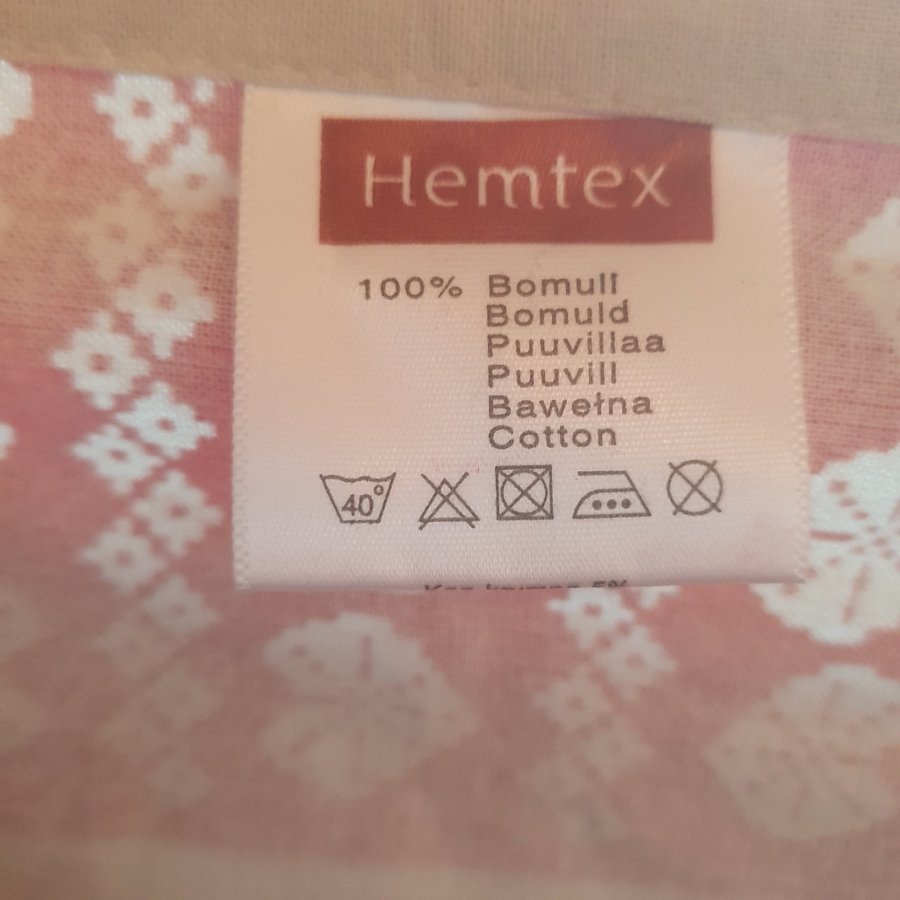 Hemtex
100% Bomull
Bomuld
Puuvillaa
Puuvill
Bawełna
Cotton
40°